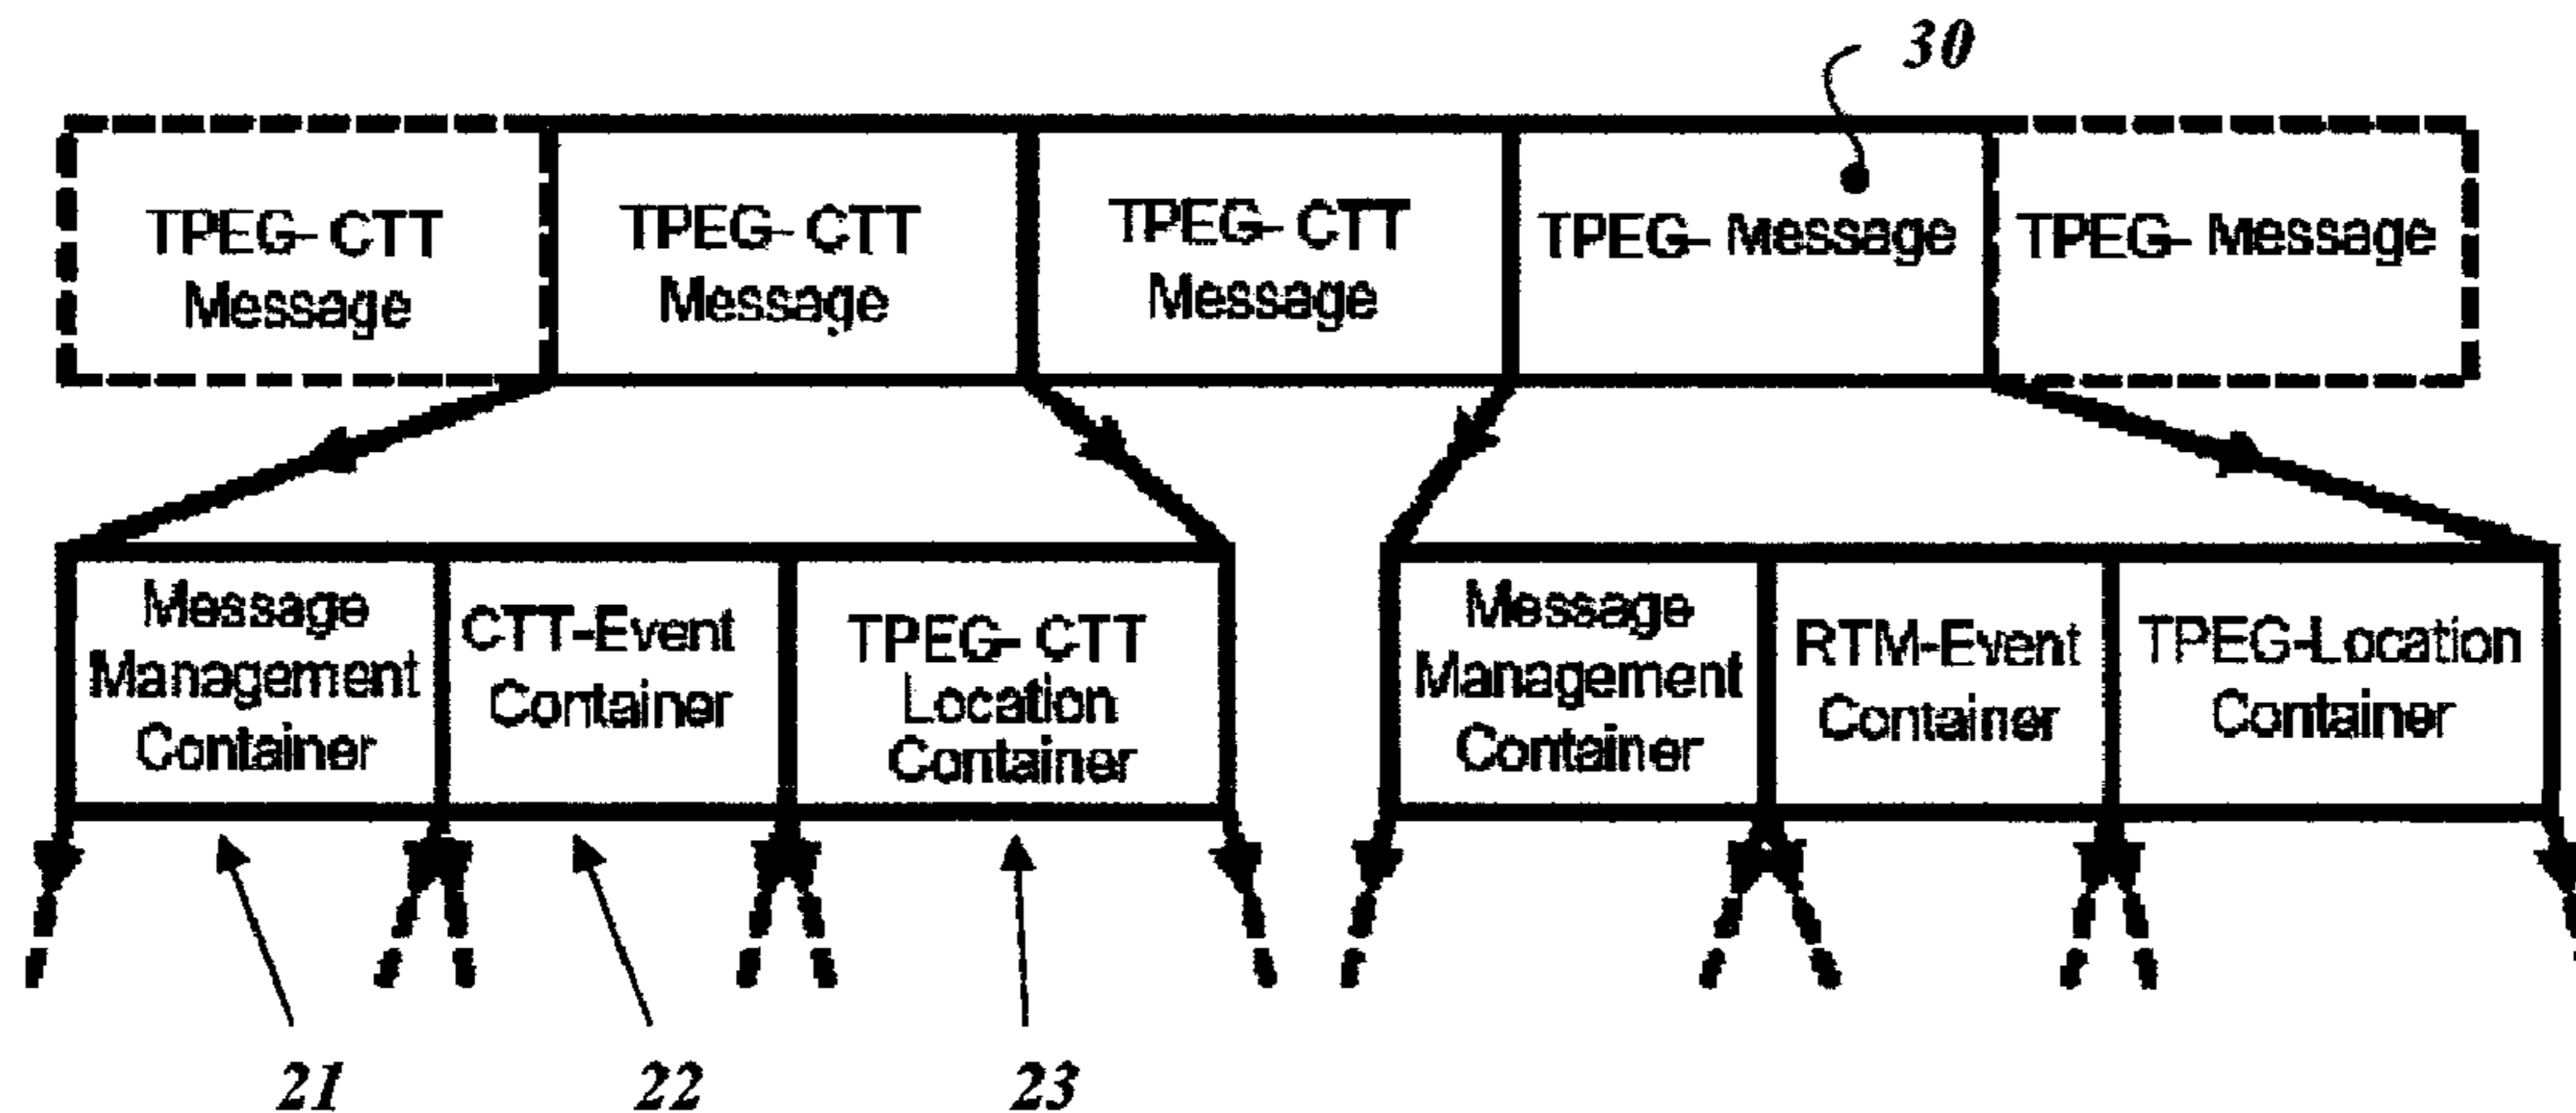 30
TPEG- CTT
Message
TPEG- CTT
Message
TPEG- CTT
Message
TPEG- Message
TPEG- Message
Message
Management
Container
CTT-Event
Container
TPEG- CTT
Location
Container
Message
Management
Container
RTM-Event
Container
TPEG-Location
Container
21
22
23